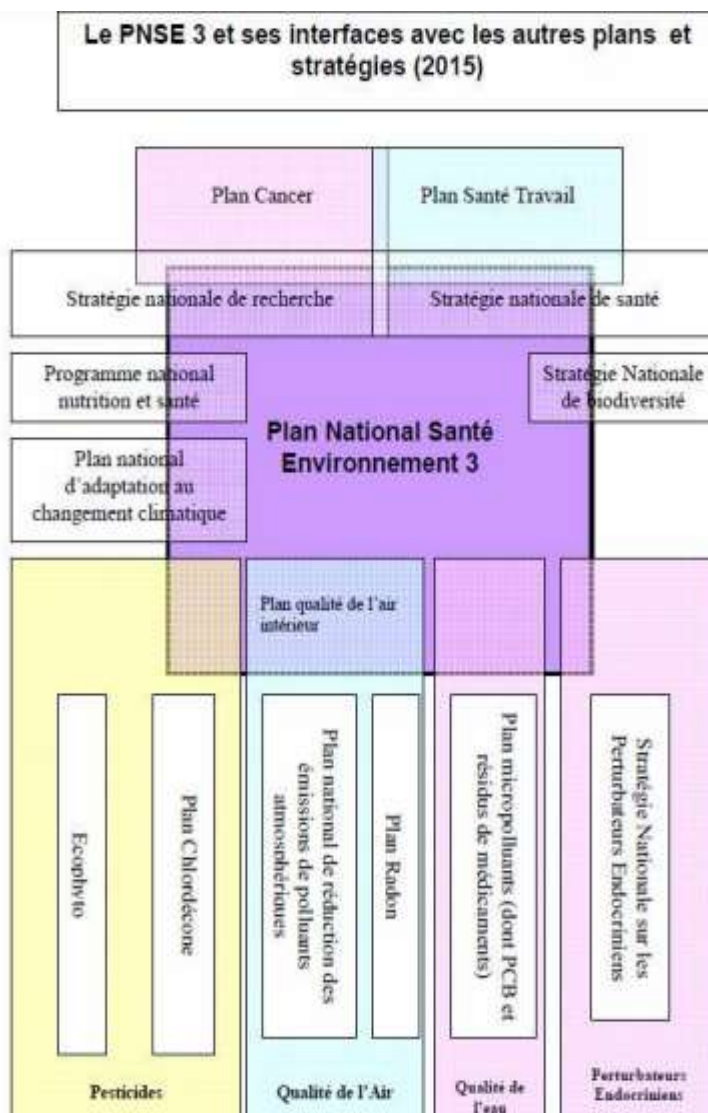 Le PNSE 3 et ses interfaces avec les autres plans et
stratégies (2015)
Plan Cancer
Plan Santé Travail
Stratégie nationale de recherche
Stratégie nationale de santé
Programme national
nutrition et santé
Stratégie Nationale
de biodiversité
Plan National Santé
Environnement 3
Plan national
d'adaptation au
changement climatique
Plan qualité de l'air
intérieur
Ecophyto
Plan Chlordécone
Plan national de réduction des
émissions de polluants
atmosphériques
Plan Radon
Plan micropolluants (dont PCB et
résidus de médicaments)
Stratégie Nationale sur les
Perturbateurs Endocriniens
Pesticides
Qualité de l'Air
Qualité de
l'eau
Perturbateurs
Endocriniens